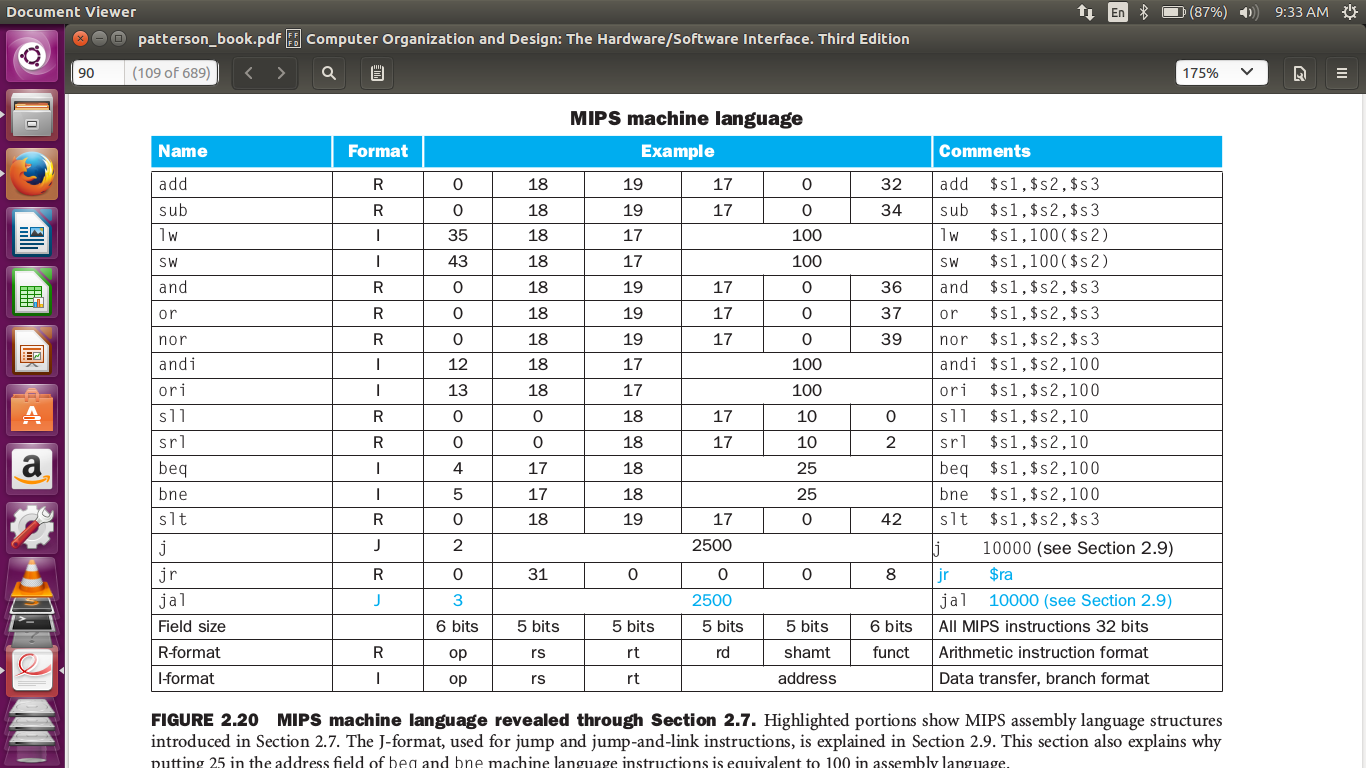 Document Viewer
En
(87%)
9:33 AM
patterson_book.pdf Computer Organization and Design: The Hardware/Software Interface. Third Edition
90 (109 of 689)
175%
MIPS machine language
Name Format Example Comments
add R 0 18 19 17 0 32 add $s1,$s2,$s3
sub R 0 18 19 17 0 34 sub $s1,$s2,$s3
lw I 35 18 17 100 lw $s1,100($s2)
sw I 43 18 17 100 sw $s1,100($s2)
and R 0 18 19 17 0 36 and $s1,$s2,$s3
or R 0 18 19 17 0 37 or $s1,$s2,$s3
nor R 0 18 19 17 0 39 nor $s1,$s2,$s3
andi I 12 18 17 100 andi $s1,$s2,100
ori I 13 18 17 100 ori $s1,$s2,100
sll R 0 0 18 17 10 0 sll $s1,$s2,10
srl R 0 0 18 17 10 2 srl $s1,$s2,10
beq I 4 17 18 25 beq $s1,$s2,100
bne I 5 17 18 25 bne $s1,$s2,100
slt R 0 18 19 17 0 42 slt $s1,$s2,$s3
j J 2 2500 j 10000 (see Section 2.9)
jr R 0 31 0 0 0 8 jr $ra
jal J 3 2500 jal 10000 (see Section 2.9)
Field size 6 bits 5 bits 5 bits 5 bits 5 bits 6 bits All MIPS instructions 32 bits
R-format R op rs rt rd shamt funct Arithmetic instruction format
I-format I op rs rt address Data transfer, branch format
FIGURE 2.20 MIPS machine language revealed through Section 2.7. Highlighted portions show MIPS assembly language structures
introduced in Section 2.7. The J-format, used for jump and jump-and-link instructions, is explained in Section 2.9. This section also explains why
putting 25 in the address field of beq and bne machine language instructions is equivalent to 100 in assembly language.